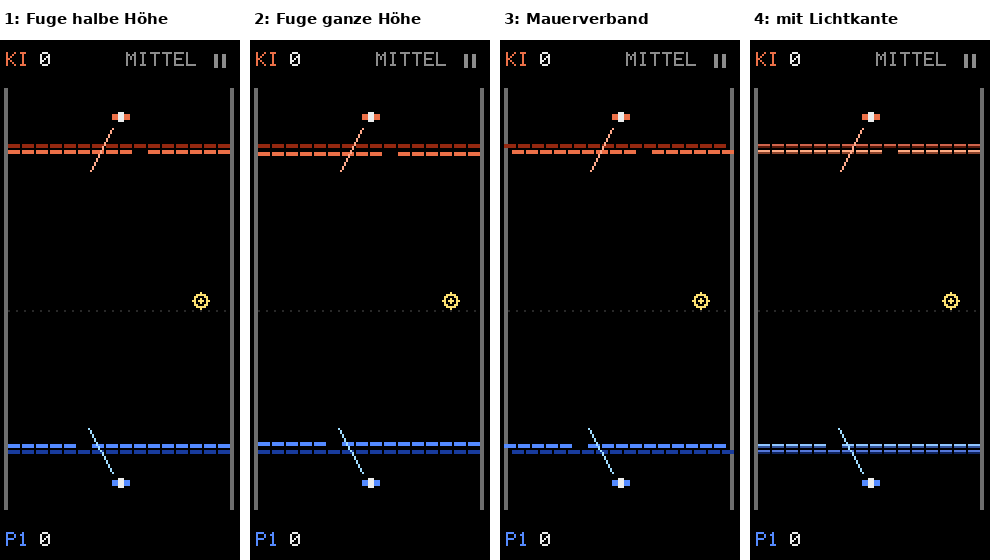 1: Fuge halbe Höhe
KI 0 MITTEL
P1 0
2: Fuge ganze Höhe
KI 0 MITTEL
P1 0
3: Mauerverband
KI 0 MITTEL
P1 0
4: mit Lichtkante
KI 0 MITTEL
P1 0